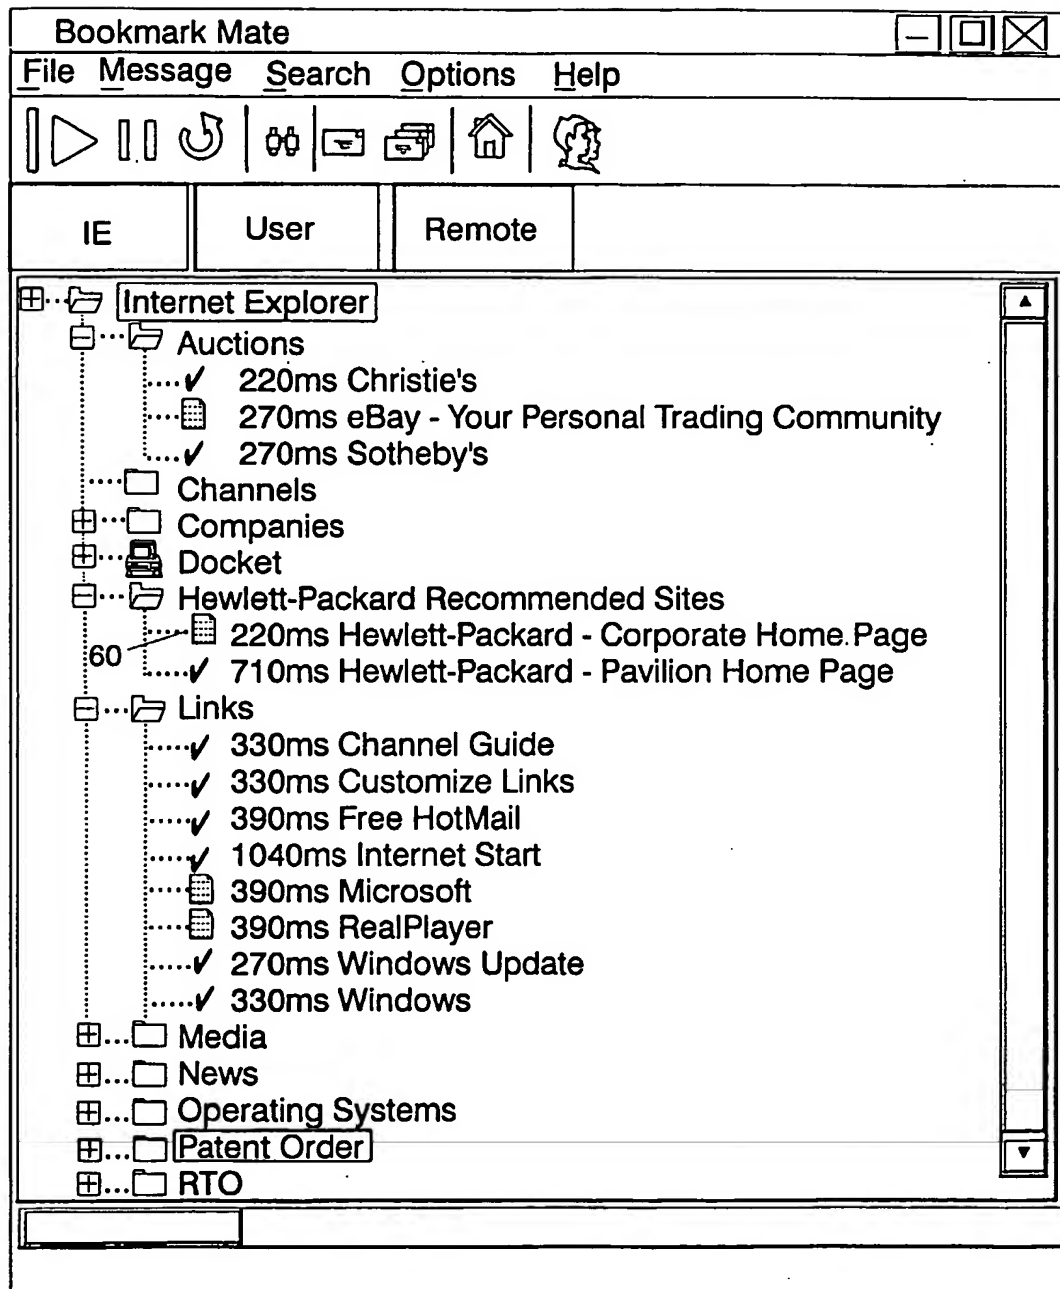 Bookmark Mate
File Message Search Options Help
IE User Remote
Internet Explorer
Auctions
220ms Christie's
270ms eBay - Your Personal Trading Community
270ms Sotheby's
Channels
Companies
Docket
Hewlett-Packard Recommended Sites
220ms Hewlett-Packard - Corporate Home Page
60
710ms Hewlett-Packard - Pavilion Home Page
Links
330ms Channel Guide
330ms Customize Links
390ms Free HotMail
1040ms Internet Start
390ms Microsoft
390ms RealPlayer
270ms Windows Update
330ms Windows
Media
News
Operating Systems
Patent Order
RTO